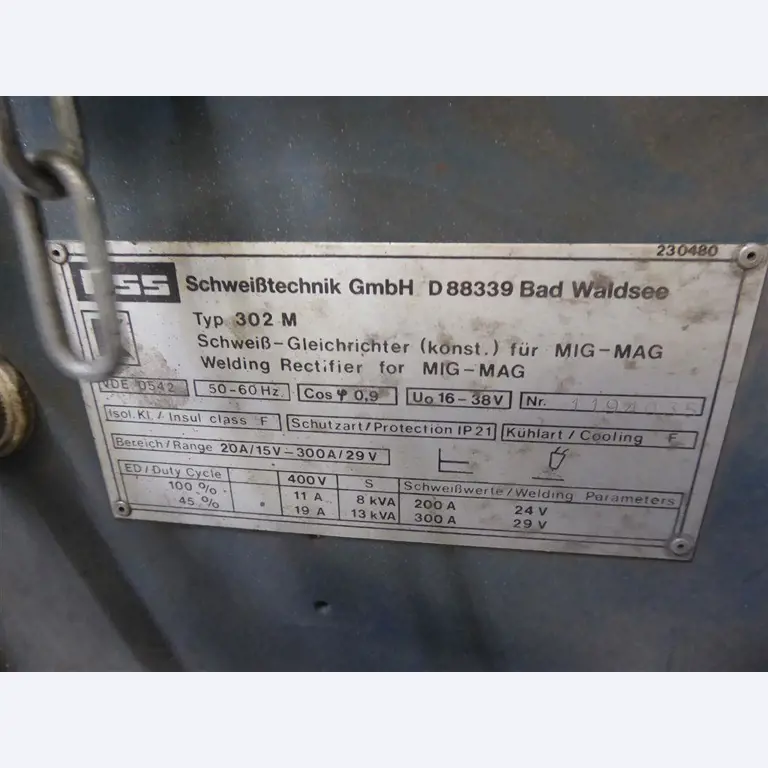 230480
ESS Schweißtechnik GmbH D 88339 Bad Waldsee
Typ 302 M
Schweiß-Gleichrichter (konst.) für MIG-MAG
Welding Rectifier for MIG-MAG
VDE 0542 50-60 Hz. Cos φ 0,9 Uo 16-38V Nr.
Isol. Kl. / Insul class F Schutzart/Protection IP21 Kühlart / Cooling F
Bereich/Range 20A/15V-300A/29V
ED/Duty Cycle 400V S Schweißwerte/Welding Parameters
100 % 11 A 8 kVA 200 A 24 V
45 % 19 A 13 kVA 300 A 29 V